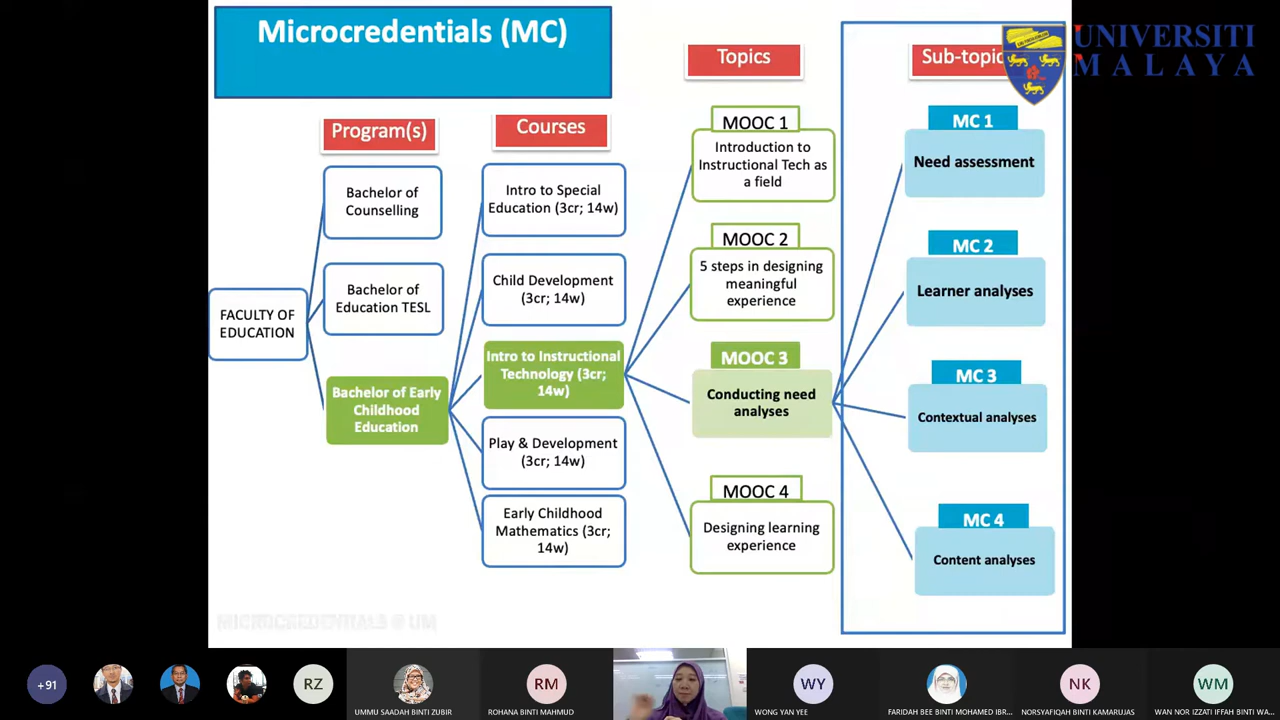 Microcredentials (MC)
UNIVERSITI
MALAYA
Program(s)
Courses
Topics
FACULTY OF
EDUCATION
Bachelor of
Counselling
Bachelor of
Education TESL
Bachelor of Early
Childhood
Education
Intro to Special
Education (3cr; 14w)
Child Development
(3cr; 14w)
Intro to Instructional
Technology (3cr;
14w)
Play & Development
(3cr; 14w)
Early Childhood
Mathematics (3cr;
14w)
MOOC 1
Introduction to
Instructional Tech as
a field
MOOC 2
5 steps in designing
meaningful
experience
MOOC 3
Conducting need
analyses
MOOC 4
Designing learning
experience
MC 1
Need assessment
MC 2
Learner analyses
MC 3
Contextual analyses
MC 4
Content analyses
MICROCREDENTIALS @ UM
+91
RZ
UMMU SAADAH BINTI ZUBIR
RM
ROHANA BINTI MAHMUD
WY
WONG YAN YEE
FARIDAH BEE BINTI MOHAMED IBR...
NK
NORSYAFIQAH BINTI KAMARUJAS
WM
WAN NOR IZZATI IFFAH BINTI WA...